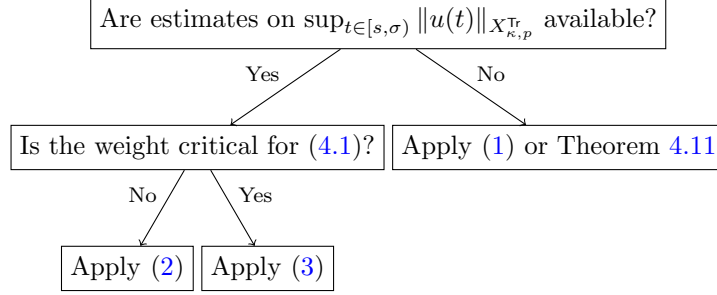 Are estimates on sup_{t∈[s,σ)} ‖u(t)‖_{X^{Tr}_{κ,p}} available?
Yes
No
Is the weight critical for (4.1)?
Apply (1) or Theorem 4.11
No
Yes
Apply (2)
Apply (3)